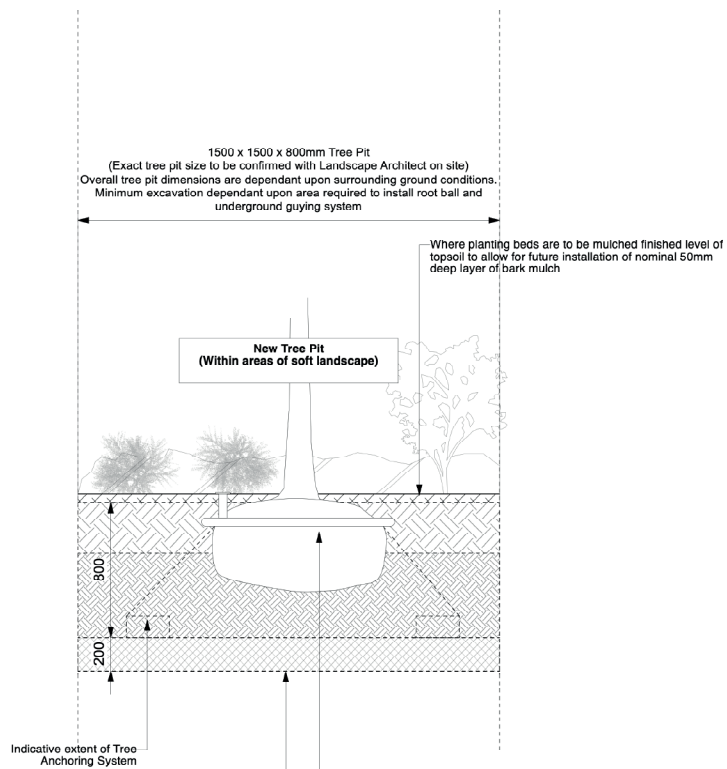 1500 x 1500 x 800mm Tree Pit
(Exact tree pit size to be confirmed with Landscape Architect on site)
Overall tree pit dimensions are dependant upon surrounding ground conditions.
Minimum excavation dependant upon area required to install root ball and
underground guying system
Where planting beds are to be mulched finished level of
topsoil to allow for future installation of nominal 50mm
deep layer of bark mulch
New Tree Pit
(Within areas of soft landscape)
800
200
Indicative extent of Tree
Anchoring System